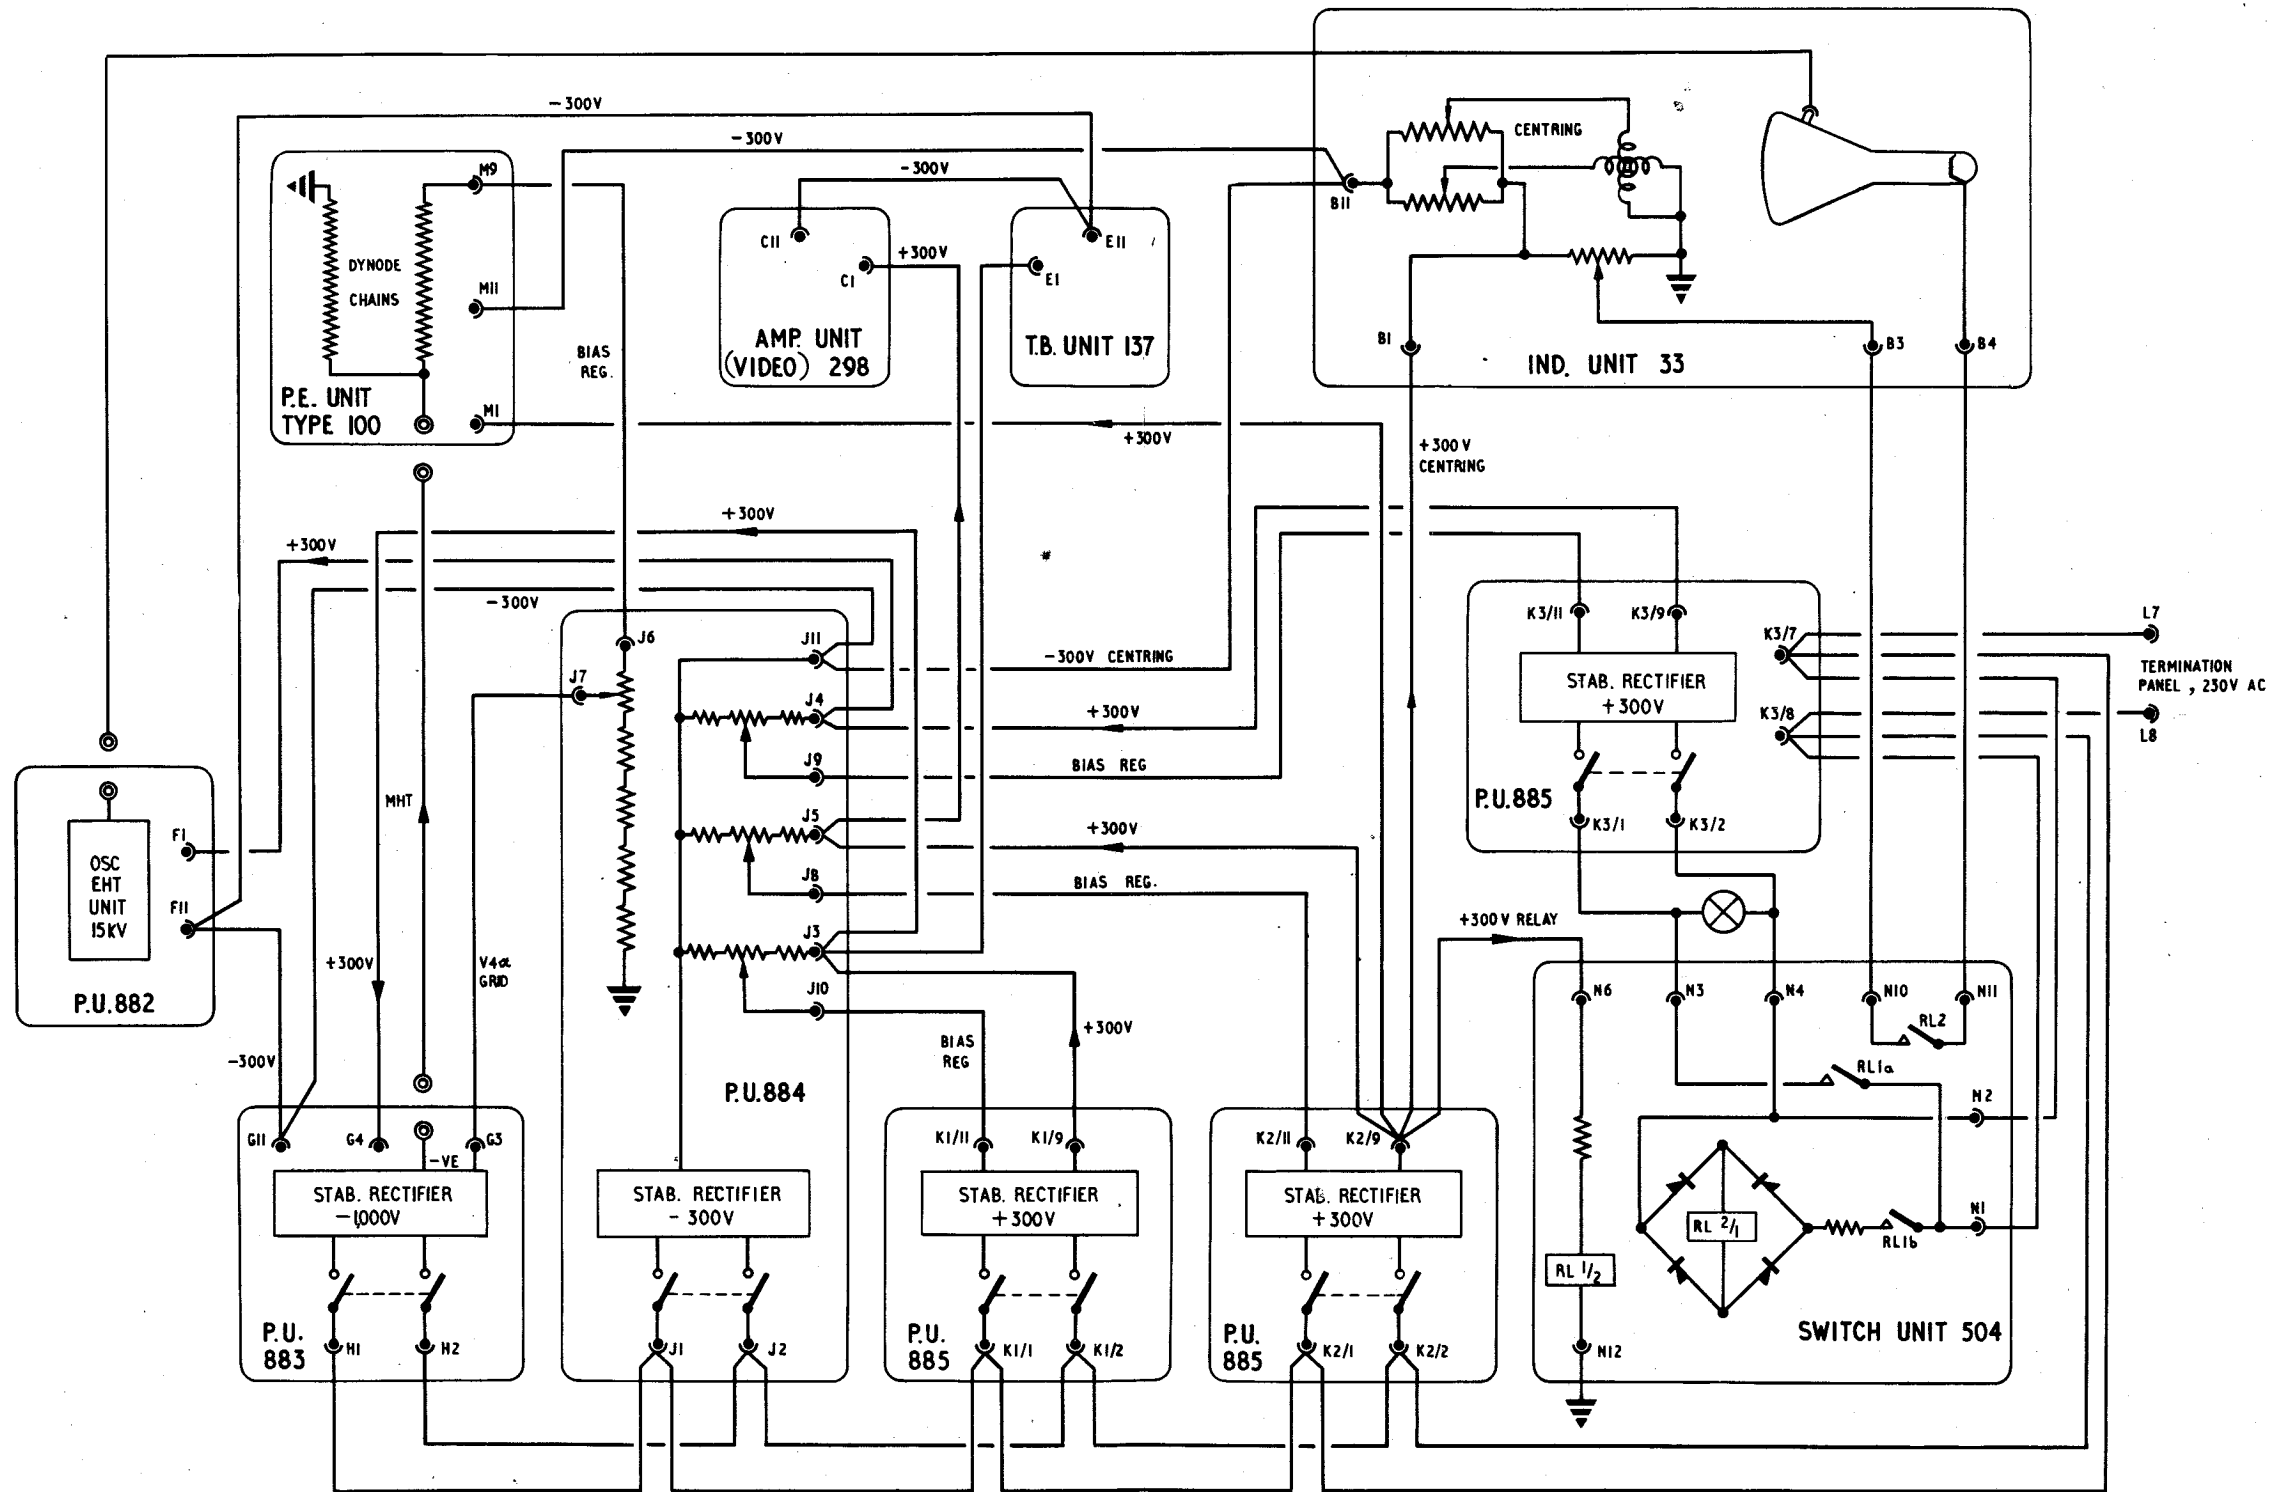 -300V
-300V
-300V
CENTRING
M9
DYNODE
CHAINS
M11
M1
P.E. UNIT
TYPE 100
BIAS
REG.
C11
C1
+300V
AMP. UNIT
(VIDEO) 298
E11
E1
T.B. UNIT 137
B11
B1
B3
B4
IND. UNIT 33
+300V
+300V
CENTRING
+300V
+300V
-300V
MHT
J6
J7
J11
J4
J9
J5
J8
J3
J10
-300V CENTRING
+300V
BIAS REG
+300V
BIAS REG.
K3/11
K3/9
K3/7
K3/8
STAB. RECTIFIER
+300V
P.U.885
K3/1
K3/2
L7
TERMINATION
PANEL, 230V AC
L8
F1
F11
OSC
EHT
UNIT
15kV
P.U.882
+300V
V4α
GRID
-300V
+300V RELAY
BIAS
REG
+300V
P.U.884
N6
N3
N4
N10
N11
RL2
RL1a
N2
N1
RL1b
RL 2/1
RL 1/2
N12
SWITCH UNIT 504
G11
G4
-VE
G3
STAB. RECTIFIER
-1,000V
P.U.
883
H1
H2
STAB. RECTIFIER
- 300V
J1
J2
K1/11
K1/9
STAB. RECTIFIER
+300V
P.U.
885
K1/1
K1/2
K2/11
K2/9
STAB. RECTIFIER
+300V
P.U.
885
K2/1
K2/2